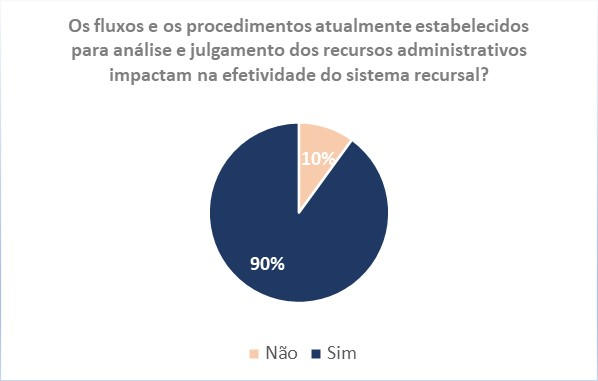 Os fluxos e os procedimentos atualmente estabelecidos
para análise e julgamento dos recursos administrativos
impactam na efetividade do sistema recursal?
10%
90%
Não Sim